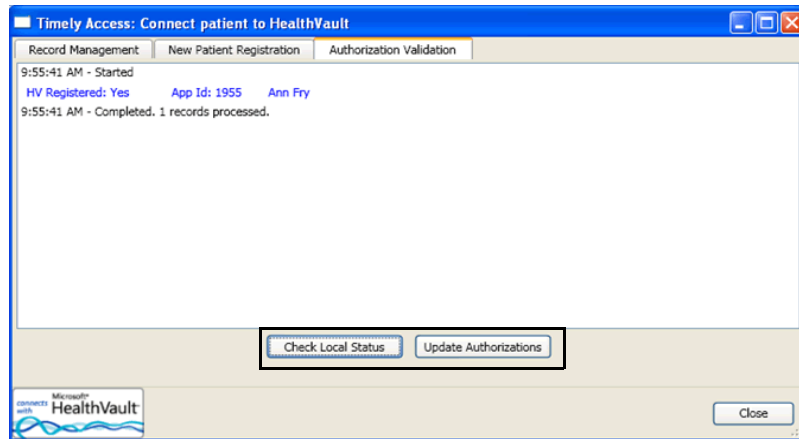 Timely Access: Connect patient to HealthVault
Record Management New Patient Registration Authorization Validation
9:55:41 AM - Started
HV Registered: Yes App Id: 1955 Ann Fry
9:55:41 AM - Completed. 1 records processed.
Check Local Status Update Authorizations
connects with Microsoft® HealthVault
Close